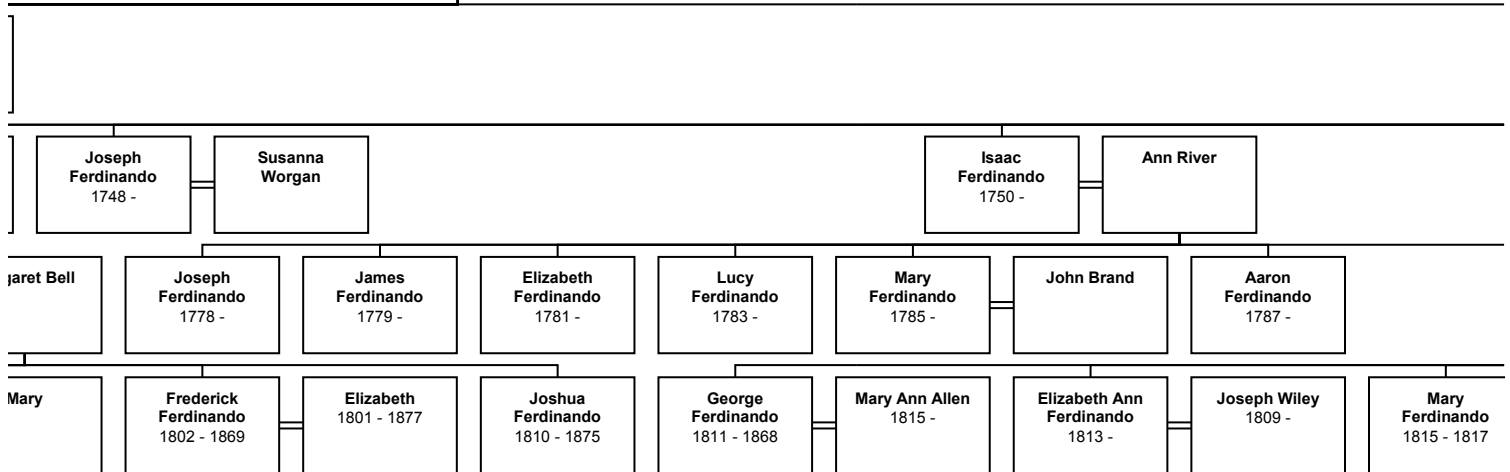 Joseph
Ferdinando
1748 -
Susanna
Worgan
Isaac
Ferdinando
1750 -
Ann River
garet Bell
Joseph
Ferdinando
1778 -
James
Ferdinando
1779 -
Elizabeth
Ferdinando
1781 -
Lucy
Ferdinando
1783 -
Mary
Ferdinando
1785 -
John Brand
Aaron
Ferdinando
1787 -
Mary
Frederick
Ferdinando
1802 - 1869
Elizabeth
1801 - 1877
Joshua
Ferdinando
1810 - 1875
George
Ferdinando
1811 - 1868
Mary Ann Allen
1815 -
Elizabeth Ann
Ferdinando
1813 -
Joseph Wiley
1809 -
Mary
Ferdinando
1815 - 1817